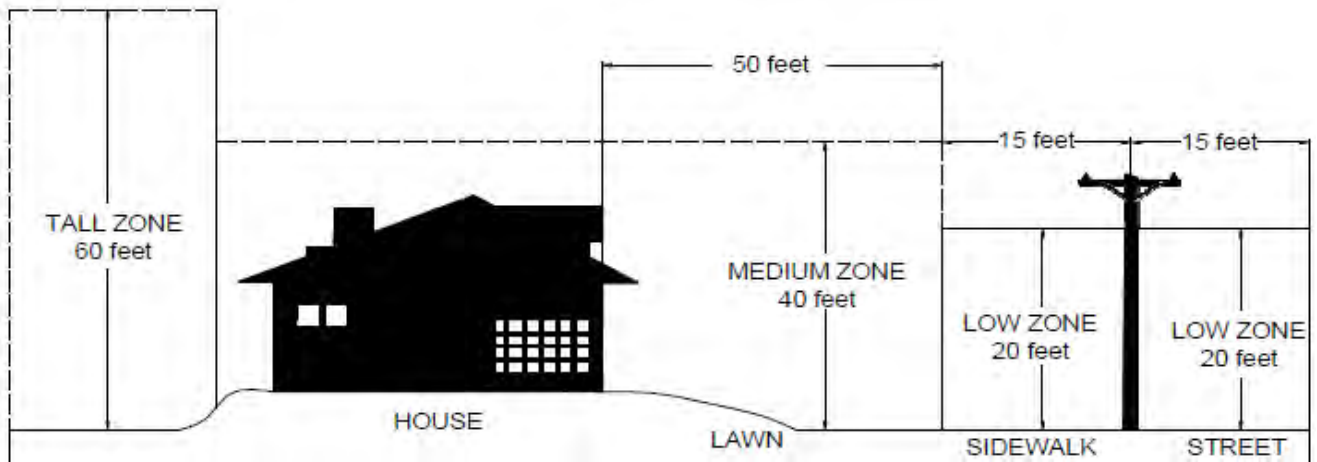 50 feet
15 feet
15 feet
TALL ZONE
60 feet
MEDIUM ZONE
40 feet
LOW ZONE
20 feet
LOW ZONE
20 feet
HOUSE
LAWN
SIDEWALK
STREET